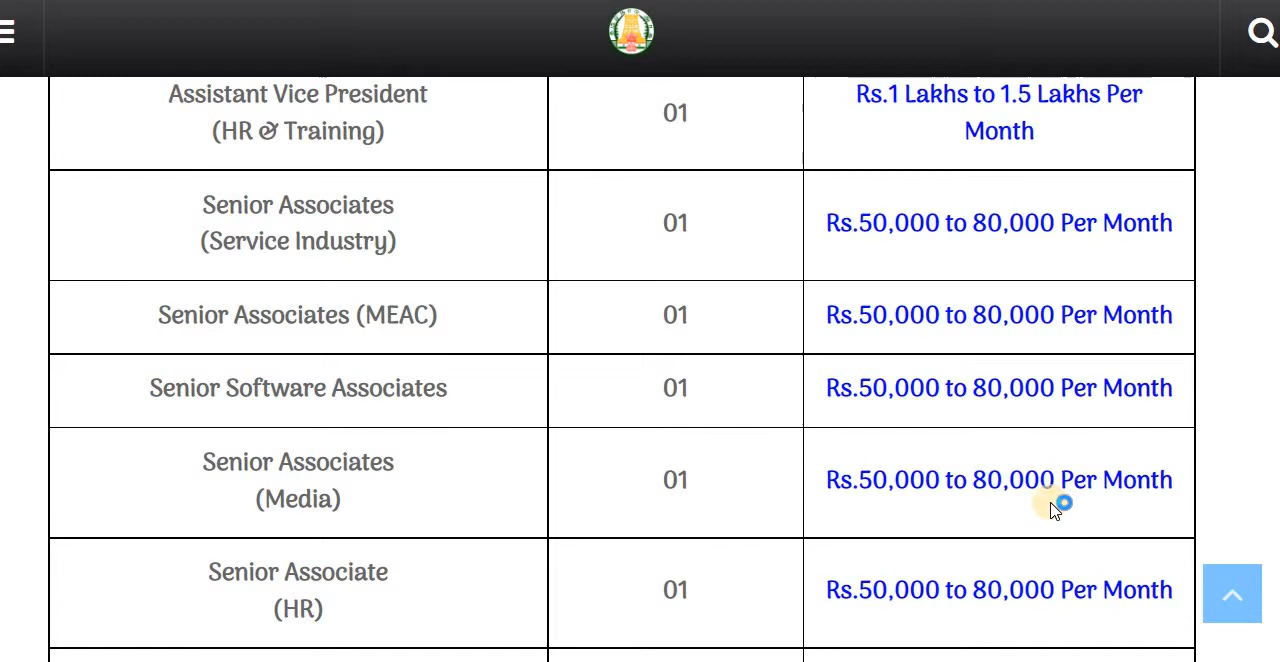 Assistant Vice President
(HR & Training)
01
Rs.1 Lakhs to 1.5 Lakhs Per
Month
Senior Associates
(Service Industry)
01
Rs.50,000 to 80,000 Per Month
Senior Associates (MEAC)
01
Rs.50,000 to 80,000 Per Month
Senior Software Associates
01
Rs.50,000 to 80,000 Per Month
Senior Associates
(Media)
01
Rs.50,000 to 80,000 Per Month
Senior Associate
(HR)
01
Rs.50,000 to 80,000 Per Month